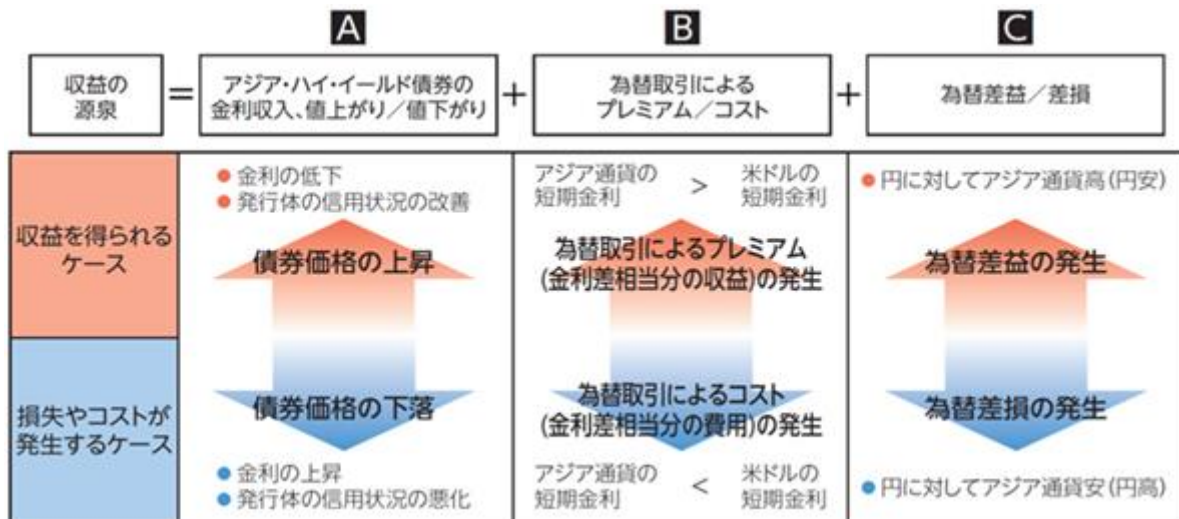 A
B
C
収益の
源泉
=
アジア・ハイ・イールド債券の
金利収入、値上がり／値下がり
+
為替取引による
プレミアム／コスト
+
為替差益／差損
収益を得られる
ケース
● 金利の低下
● 発行体の信用状況の改善
債券価格の上昇
アジア通貨の
短期金利
>
米ドルの
短期金利
為替取引によるプレミアム
(金利差相当分の収益)の発生
● 円に対してアジア通貨高(円安)
為替差益の発生
損失やコストが
発生するケース
債券価格の下落
● 金利の上昇
● 発行体の信用状況の悪化
為替取引によるコスト
(金利差相当分の費用)の発生
アジア通貨の
短期金利
<
米ドルの
短期金利
為替差損の発生
● 円に対してアジア通貨安(円高)